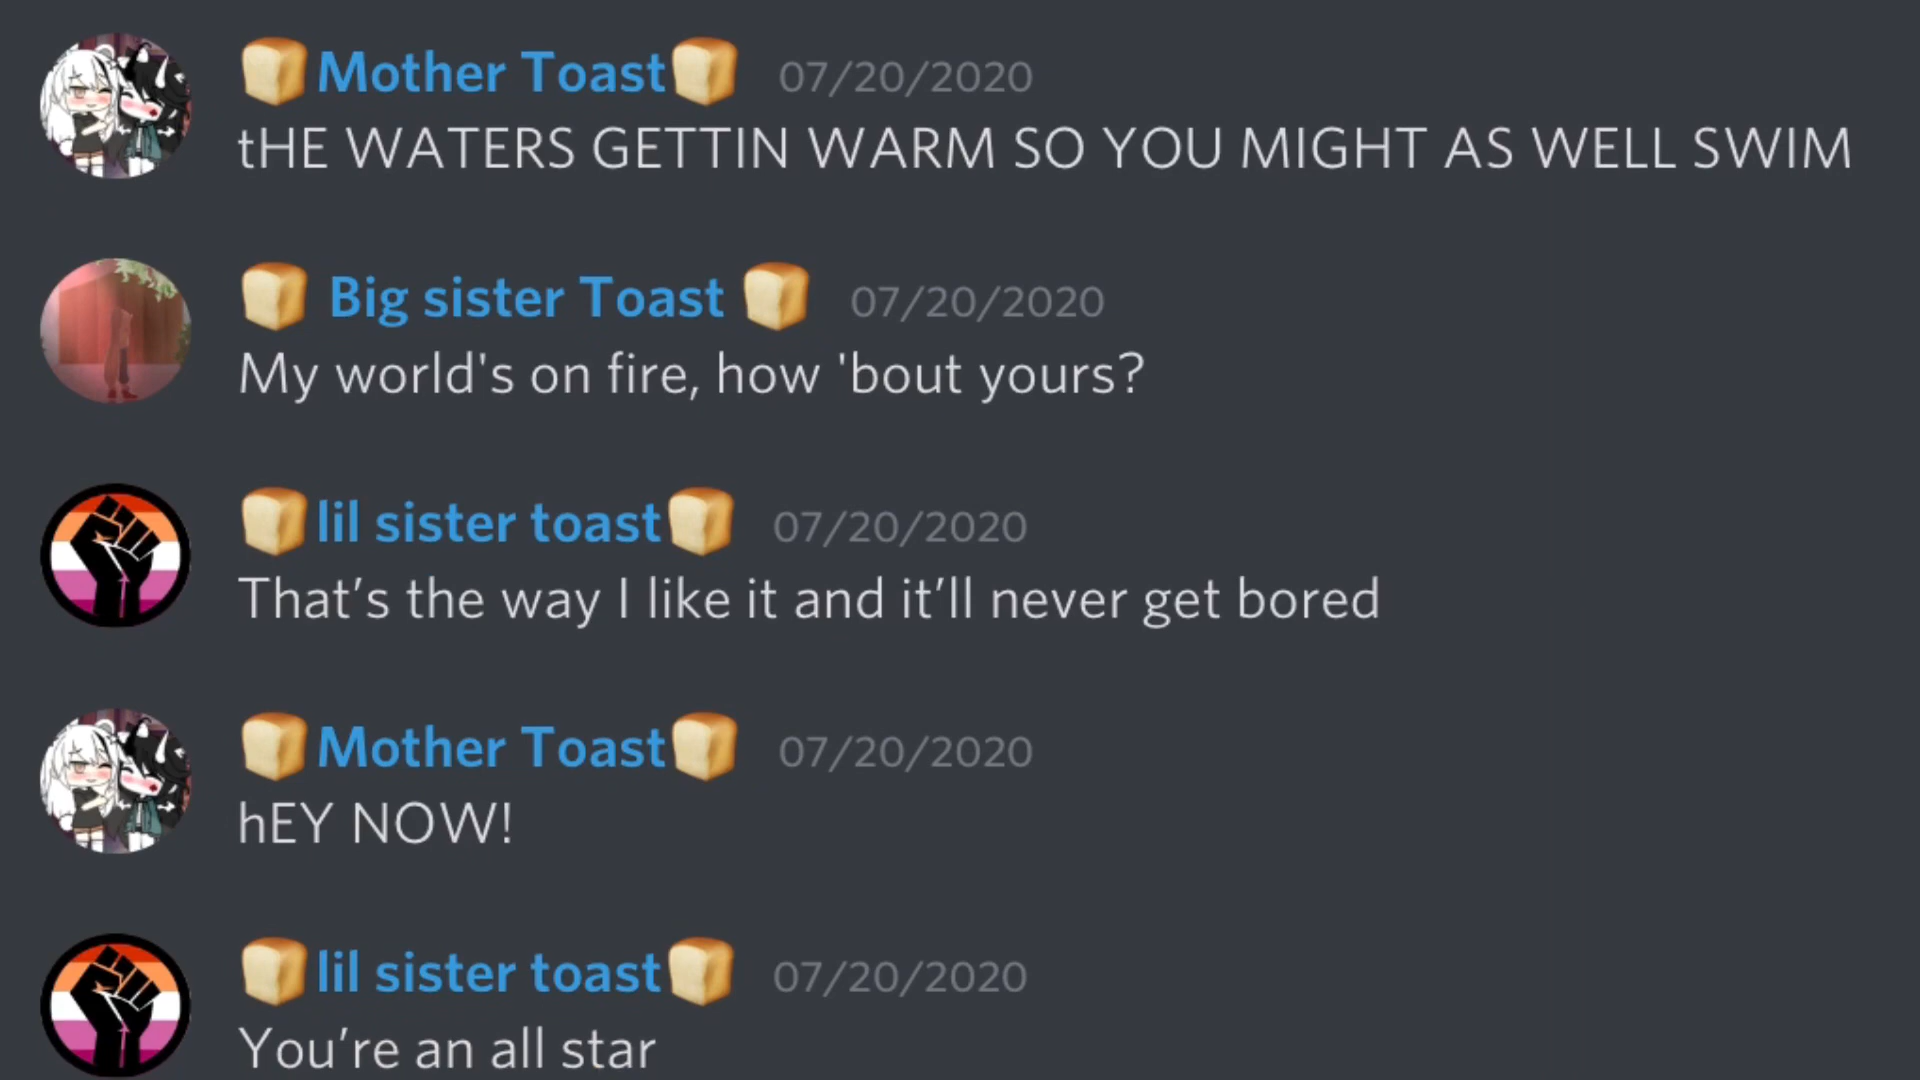 🍞Mother Toast🍞 07/20/2020
tHE WATERS GETTIN WARM SO YOU MIGHT AS WELL SWIM
🍞 Big sister Toast 🍞 07/20/2020
My world's on fire, how 'bout yours?
🍞lil sister toast🍞 07/20/2020
That’s the way I like it and it’ll never get bored
🍞Mother Toast🍞 07/20/2020
hEY NOW!
🍞lil sister toast🍞 07/20/2020
You’re an all star